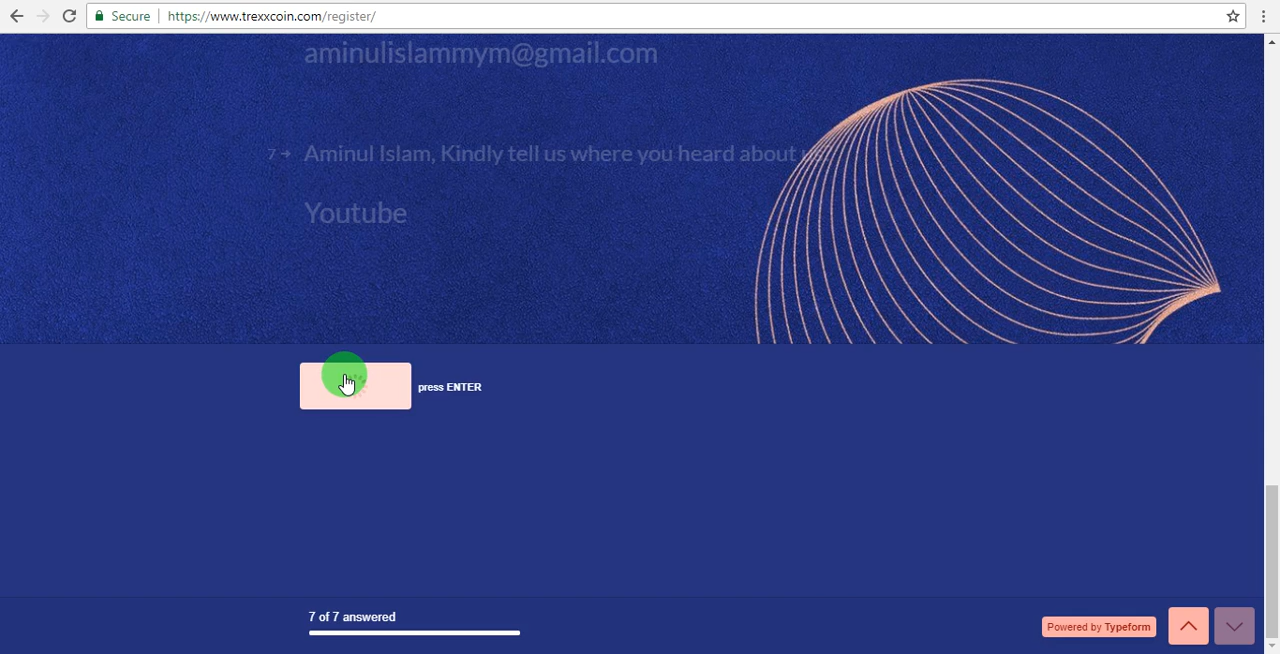 Secure
https://www.trexxcoin.com/register/
aminulislammym@gmail.com
7 → Aminul Islam, Kindly tell us where you heard about us
Youtube
press ENTER
7 of 7 answered
Powered by Typeform